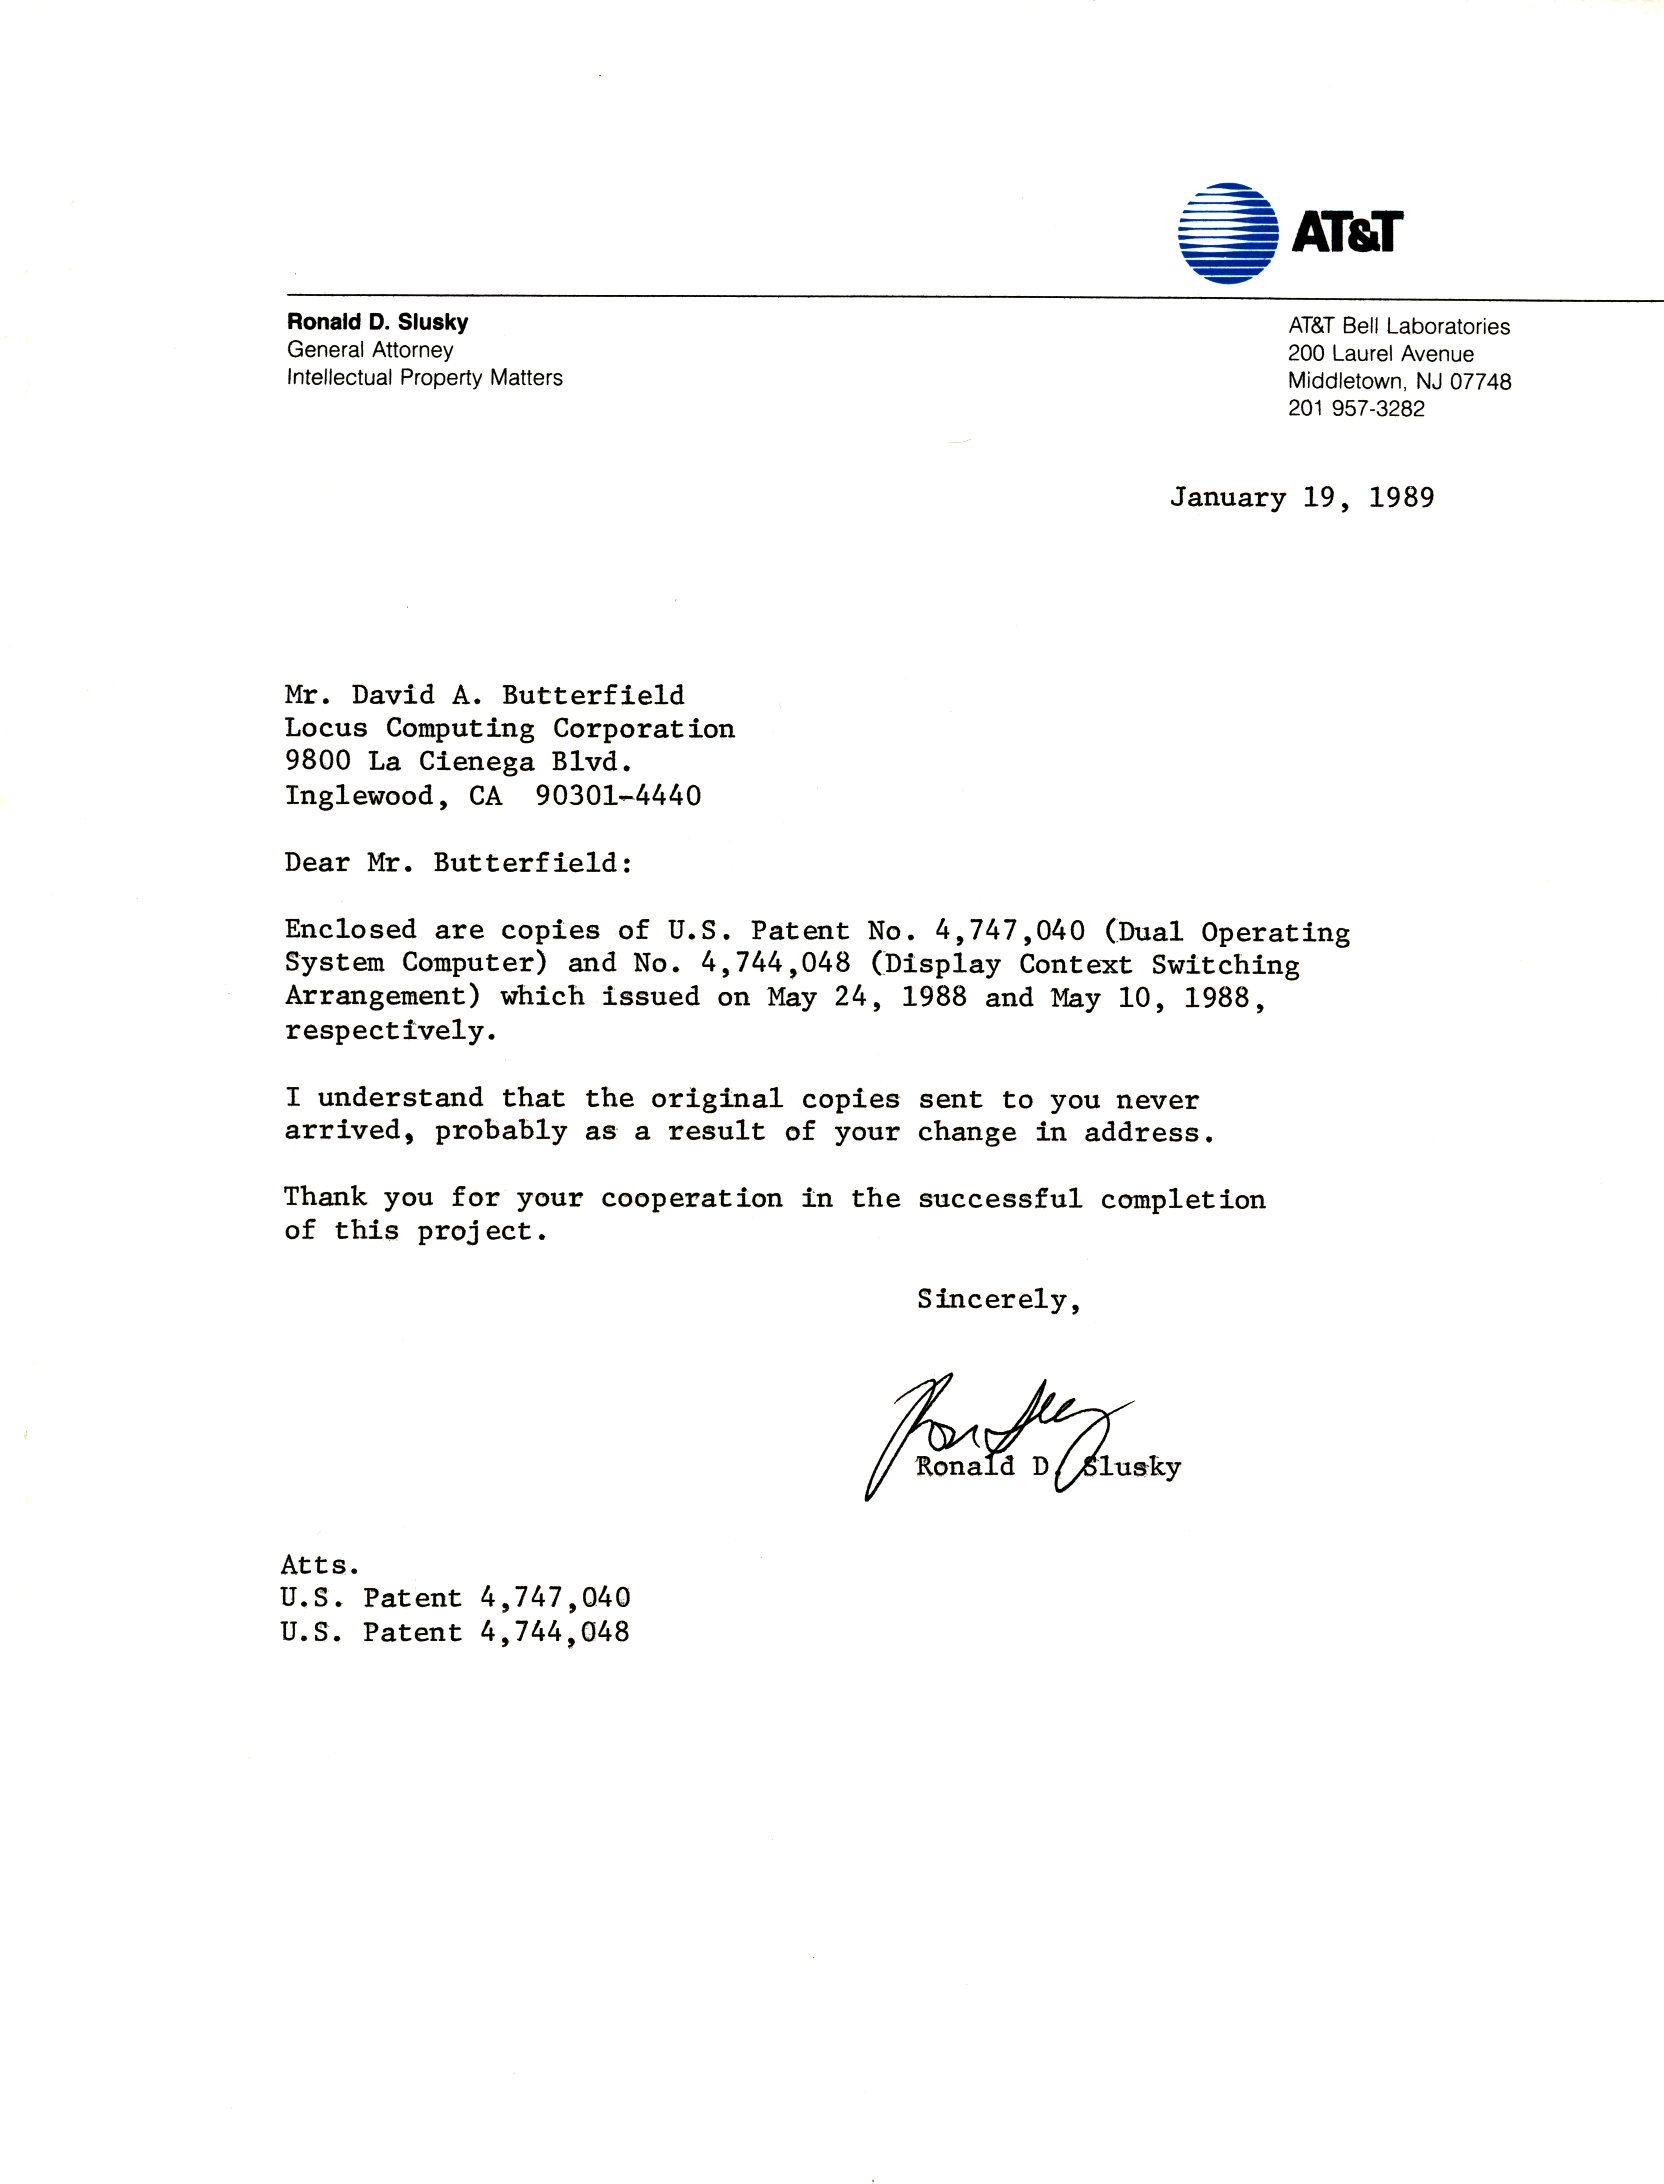 AT&T
Ronald D. Slusky
General Attorney
Intellectual Property Matters
AT&T Bell Laboratories
200 Laurel Avenue
Middletown, NJ 07748
201 957-3282
January 19, 1989
Mr. David A. Butterfield
Locus Computing Corporation
9800 La Cienega Blvd.
Inglewood, CA  90301-4440
Dear Mr. Butterfield:
Enclosed are copies of U.S. Patent No. 4,747,040 (Dual Operating
System Computer) and No. 4,744,048 (Display Context Switching
Arrangement) which issued on May 24, 1988 and May 10, 1988,
respectively.
I understand that the original copies sent to you never
arrived, probably as a result of your change in address.
Thank you for your cooperation in the successful completion
of this project.
Sincerely,
Ronald D. Slusky
Atts.
U.S. Patent 4,747,040
U.S. Patent 4,744,048